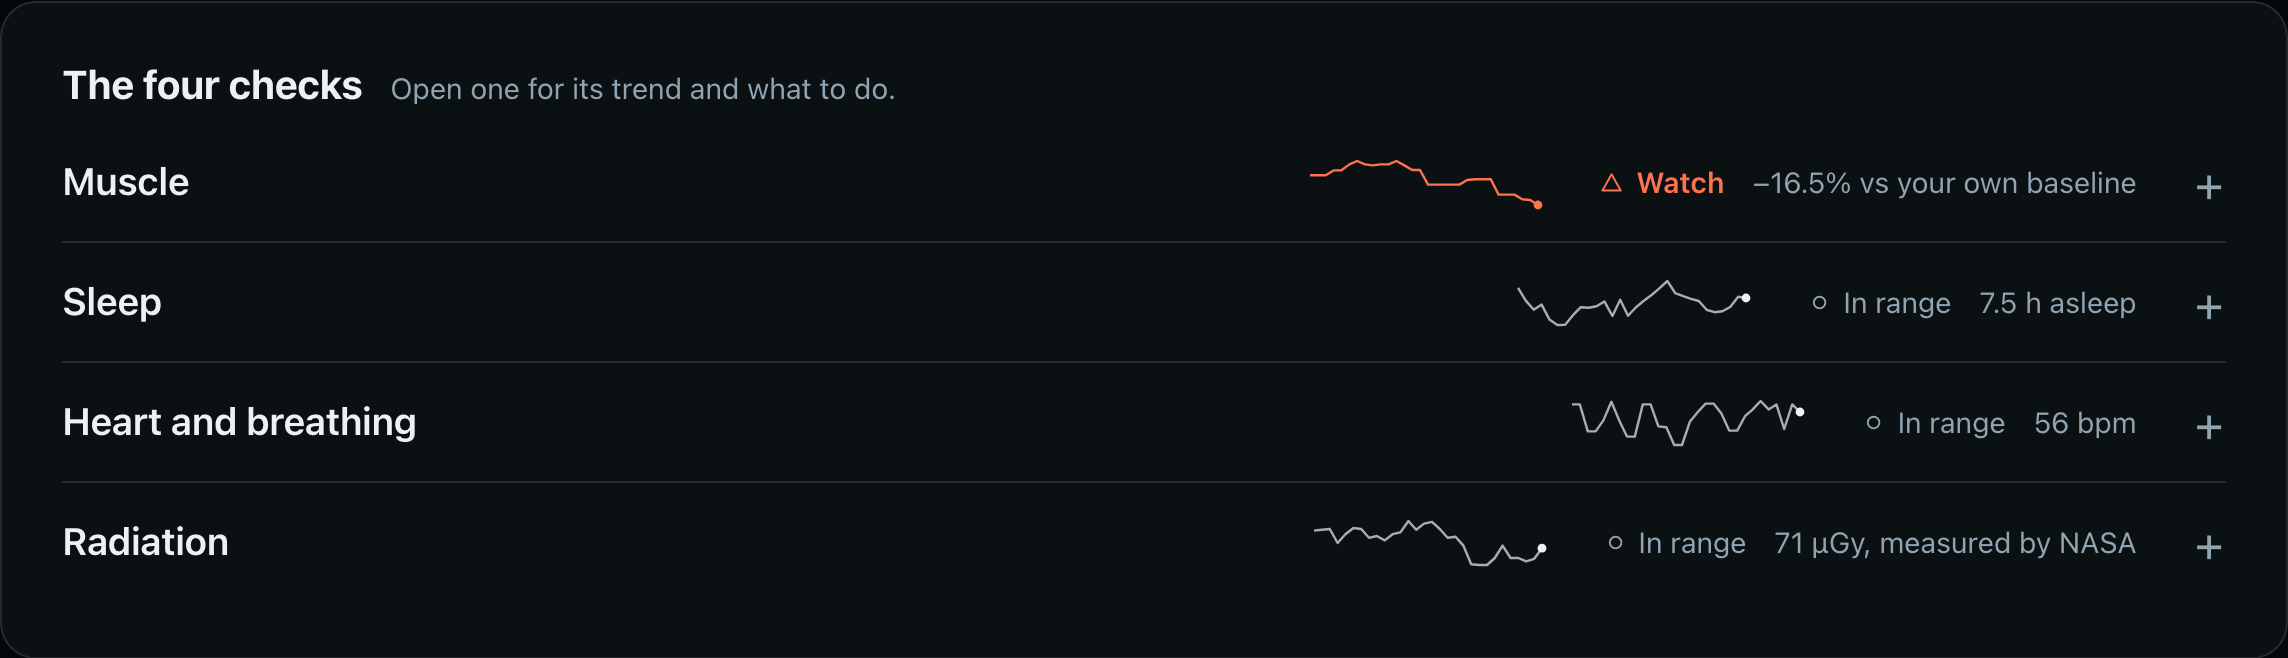 The four checks Open one for its trend and what to do.
Muscle △ Watch −16.5% vs your own baseline +
Sleep ○ In range 7.5 h asleep +
Heart and breathing ○ In range 56 bpm +
Radiation ○ In range 71 µGy, measured by NASA +